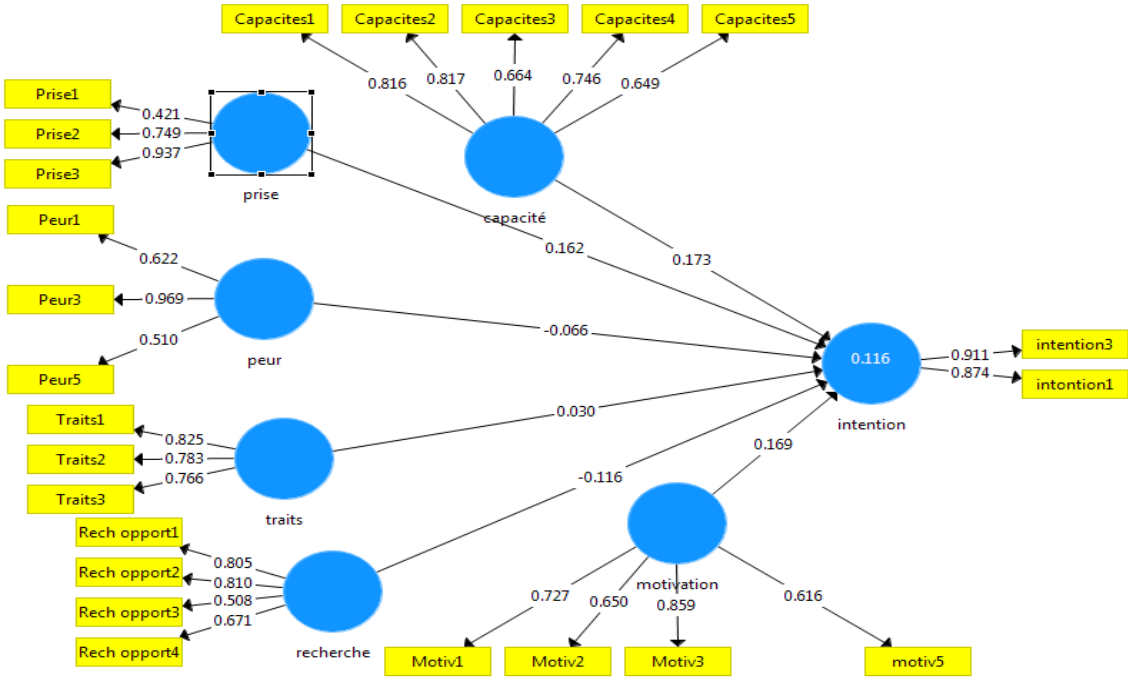 Capacites1 Capacites2 Capacites3 Capacites4 Capacites5
0.816 0.817 0.664 0.746 0.649
capacité
Prise1
Prise2
Prise3
0.421
0.749
0.937
prise
0.162
0.173
Peur1
Peur3
Peur5
0.622
0.969
0.510
peur
-0.066
0.116
intention
0.911
0.874
intention3
intontion1
Traits1
Traits2
Traits3
0.825
0.783
0.766
traits
0.030
Rech opport1
Rech opport2
Rech opport3
Rech opport4
0.805
0.810
0.508
0.671
recherche
-0.116
0.169
motivation
0.727 0.650 0.859 0.616
Motiv1 Motiv2 Motiv3 motiv5